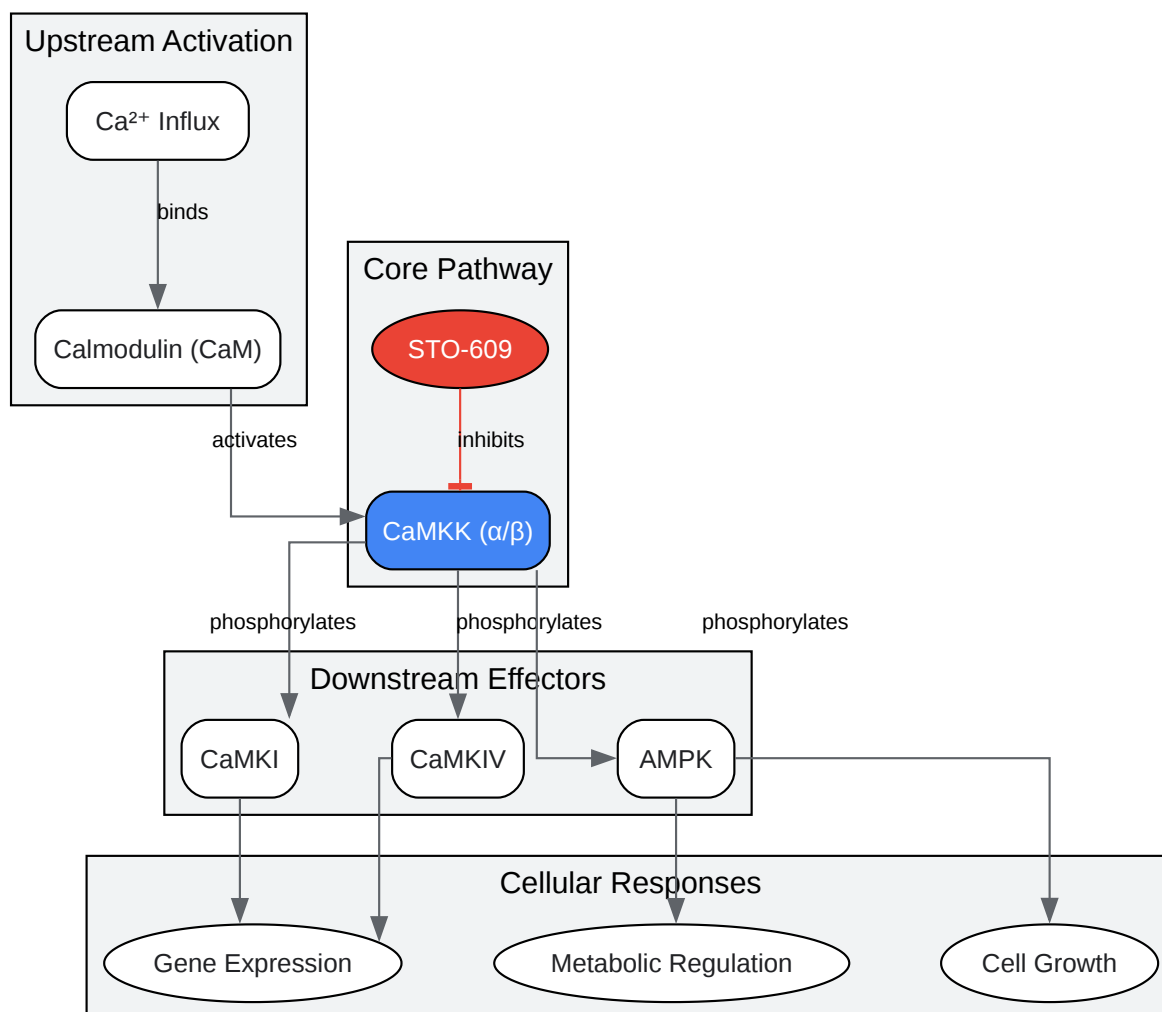 Upstream Activation
Ca²⁺ Influx
binds
Calmodulin (CaM)
activates
Core Pathway
STO-609
inhibits
CaMKK (α/β)
phosphorylates
phosphorylates
phosphorylates
Downstream Effectors
CaMKI
CaMKIV
AMPK
Cellular Responses
Gene Expression
Metabolic Regulation
Cell Growth